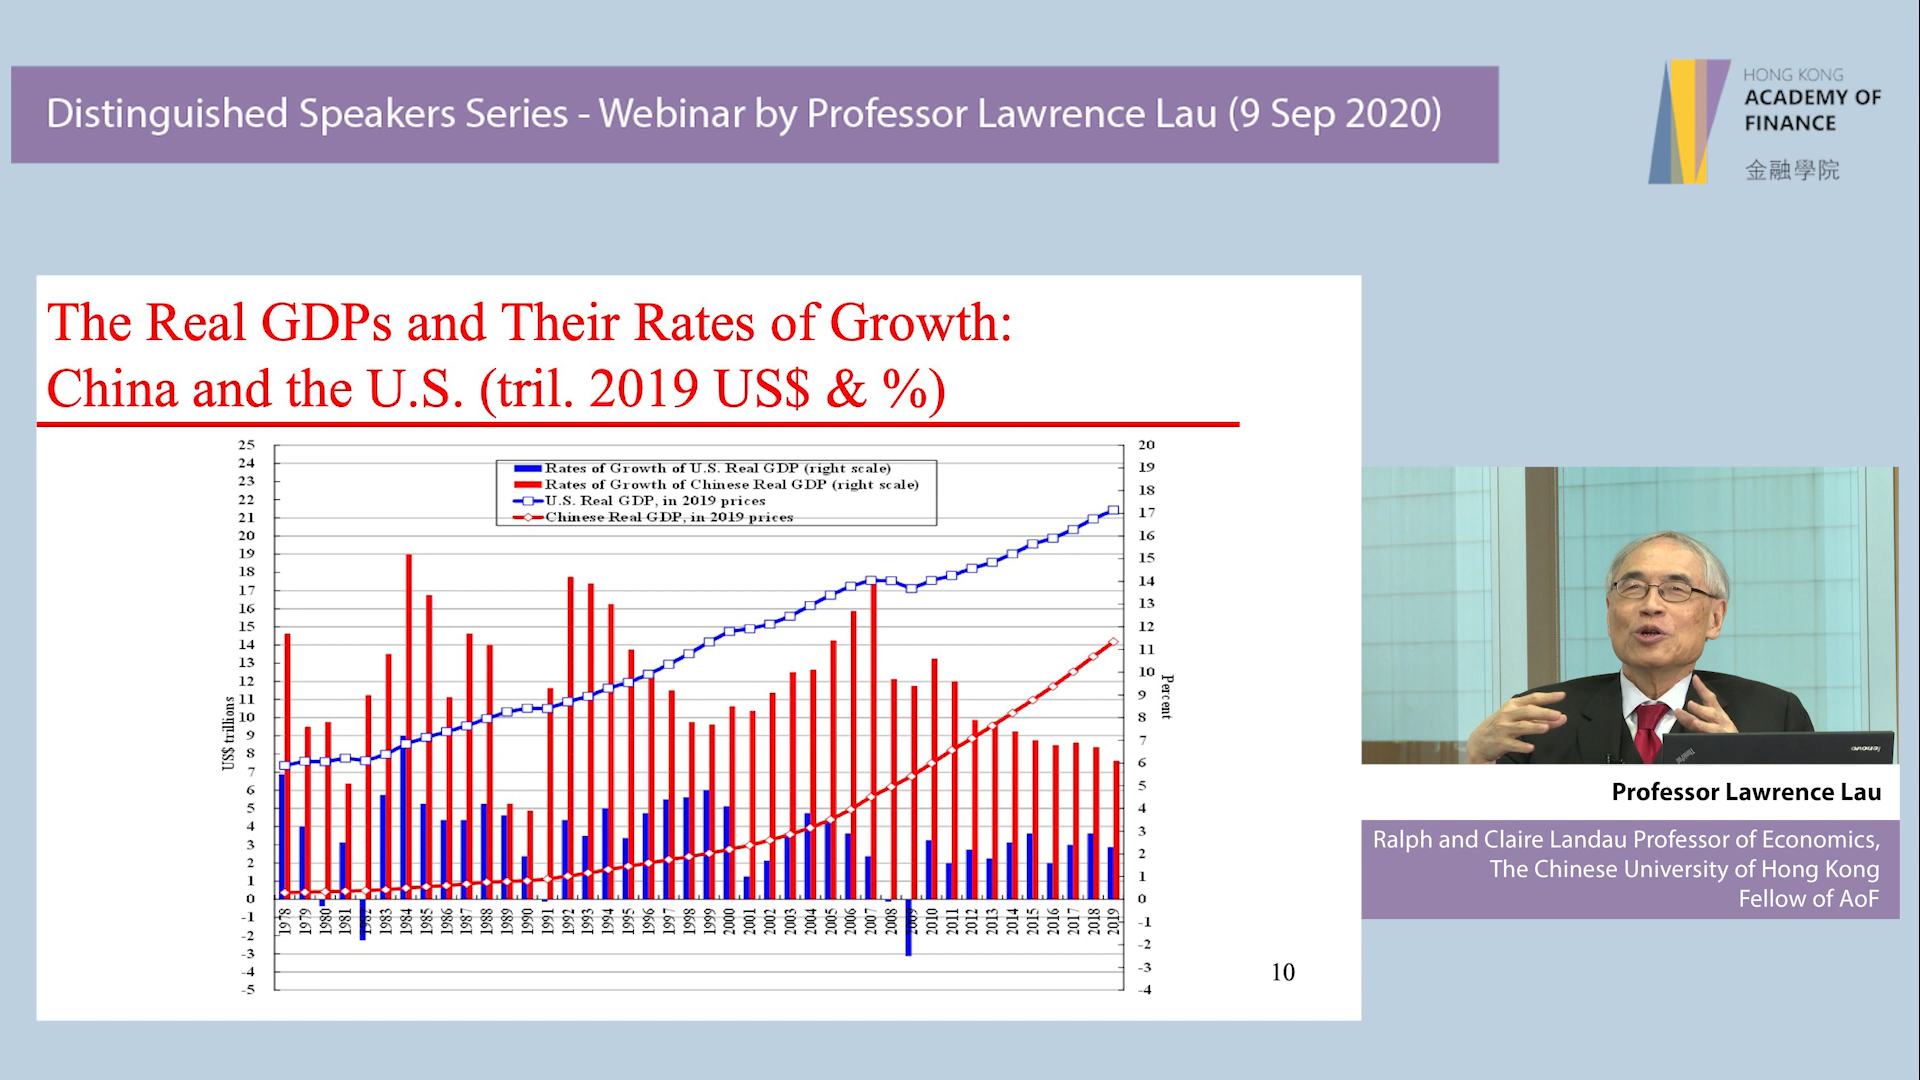 Distinguished Speakers Series - Webinar by Professor Lawrence Lau (9 Sep 2020)
HONG KONG
ACADEMY OF
FINANCE
金融學院
The Real GDPs and Their Rates of Growth:
China and the U.S. (tril. 2019 US$ & %)
Rates of Growth of U.S. Real GDP (right scale)
Rates of Growth of Chinese Real GDP (right scale)
U.S. Real GDP, in 2019 prices
Chinese Real GDP, in 2019 prices
US$ trillions
25
24
23
22
21
20
19
18
17
16
15
14
13
12
11
10
9
8
7
6
5
4
3
2
1
0
-1
-2
-3
-4
-5
20
19
18
17
16
15
14
13
12
11
10
9
8
7
6
5
4
3
2
1
0
-1
-2
-3
-4
Percent
1978 1979 1980 1981 1982 1983 1984 1985 1986 1987 1988 1989 1990 1991 1992 1993 1994 1995 1996 1997 1998 1999 2000 2001 2002 2003 2004 2005 2006 2007 2008 2009 2010 2011 2012 2013 2014 2015 2016 2017 2018 2019
10
ThinkPad
lenovo
Professor Lawrence Lau
Ralph and Claire Landau Professor of Economics,
The Chinese University of Hong Kong
Fellow of AoF